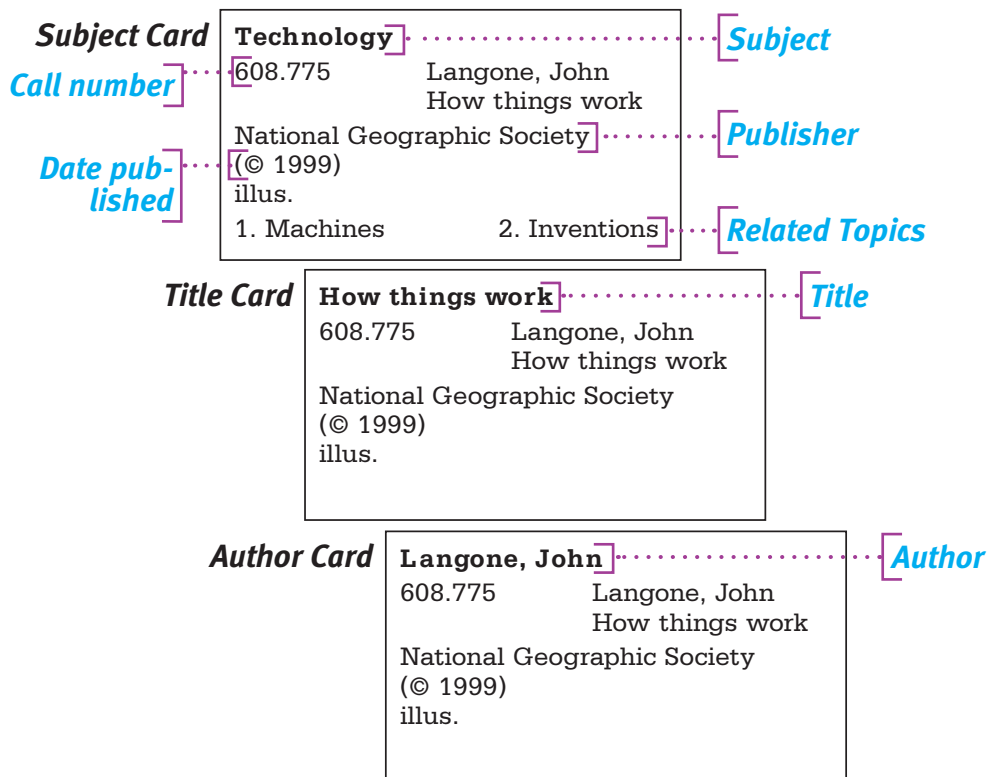 Subject Card
Technology
Subject
Call number
608.775 Langone, John
How things work
National Geographic Society
Publisher
Date pub-
lished
(© 1999)
illus.
1. Machines 2. Inventions
Related Topics
Title Card
How things work
Title
608.775 Langone, John
How things work
National Geographic Society
(© 1999)
illus.
Author Card
Langone, John
Author
608.775 Langone, John
How things work
National Geographic Society
(© 1999)
illus.